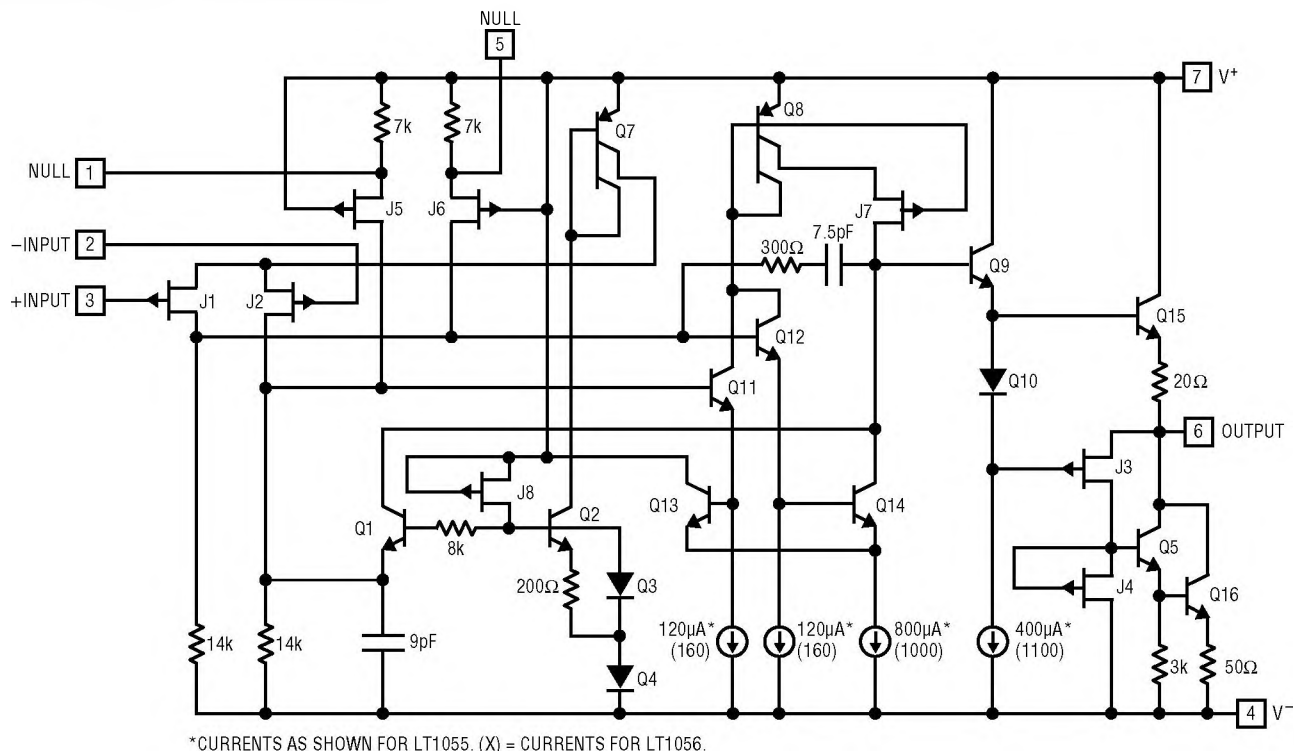 NULL
5
7 V+
7k
7k
Q7
Q8
NULL 1
J5
J6
J7
−INPUT 2
7.5pF
300Ω
Q9
+INPUT 3
J1
J2
Q15
Q12
Q11
Q10
20Ω
6 OUTPUT
J3
J8
Q13
Q14
Q1
Q2
8k
Q5
200Ω
Q3
J4
Q16
14k
14k
9pF
120µA*
(160)
120µA*
(160)
800µA*
(1000)
400µA*
(1100)
3k
50Ω
Q4
4 V−
*CURRENTS AS SHOWN FOR LT1055. (X) = CURRENTS FOR LT1056.